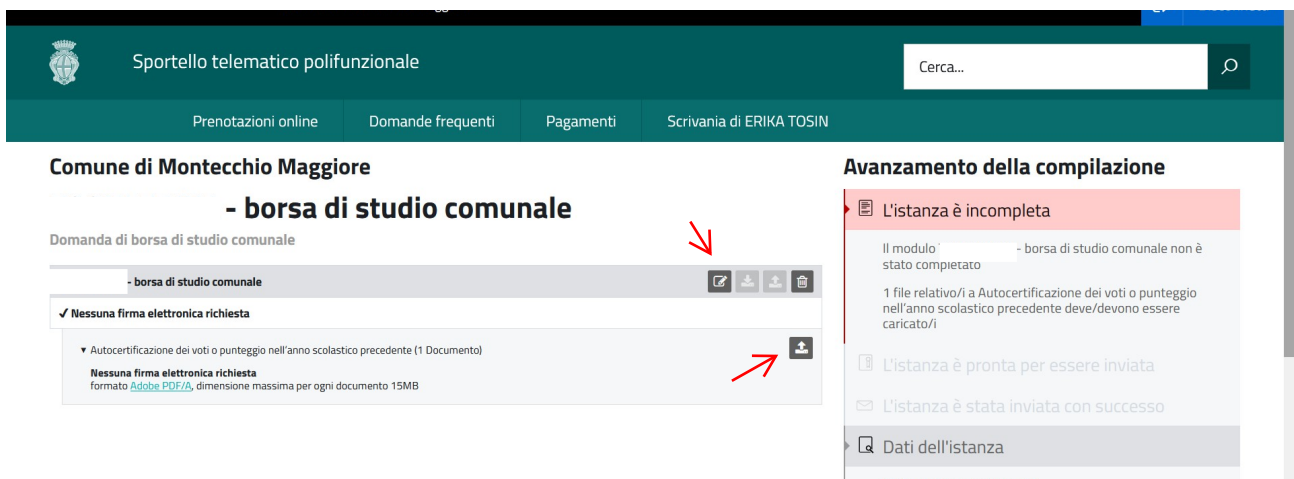 Sportello telematico polifunzionale
Cerca...
Prenotazioni online
Domande frequenti
Pagamenti
Scrivania di ERIKA TOSIN
Comune di Montecchio Maggiore
- borsa di studio comunale
Domanda di borsa di studio comunale
- borsa di studio comunale
✓ Nessuna firma elettronica richiesta
▾ Autocertificazione dei voti o punteggio nell'anno scolastico precedente (1 Documento)
Nessuna firma elettronica richiesta
formato Adobe PDF/A, dimensione massima per ogni documento 15MB
Avanzamento della compilazione
L'istanza è incompleta
Il modulo - borsa di studio comunale non è
stato completato
1 file relativo/i a Autocertificazione dei voti o punteggio
nell'anno scolastico precedente deve/devono essere
caricato/i
L'istanza è pronta per essere inviata
L'istanza è stata inviata con successo
Dati dell'istanza